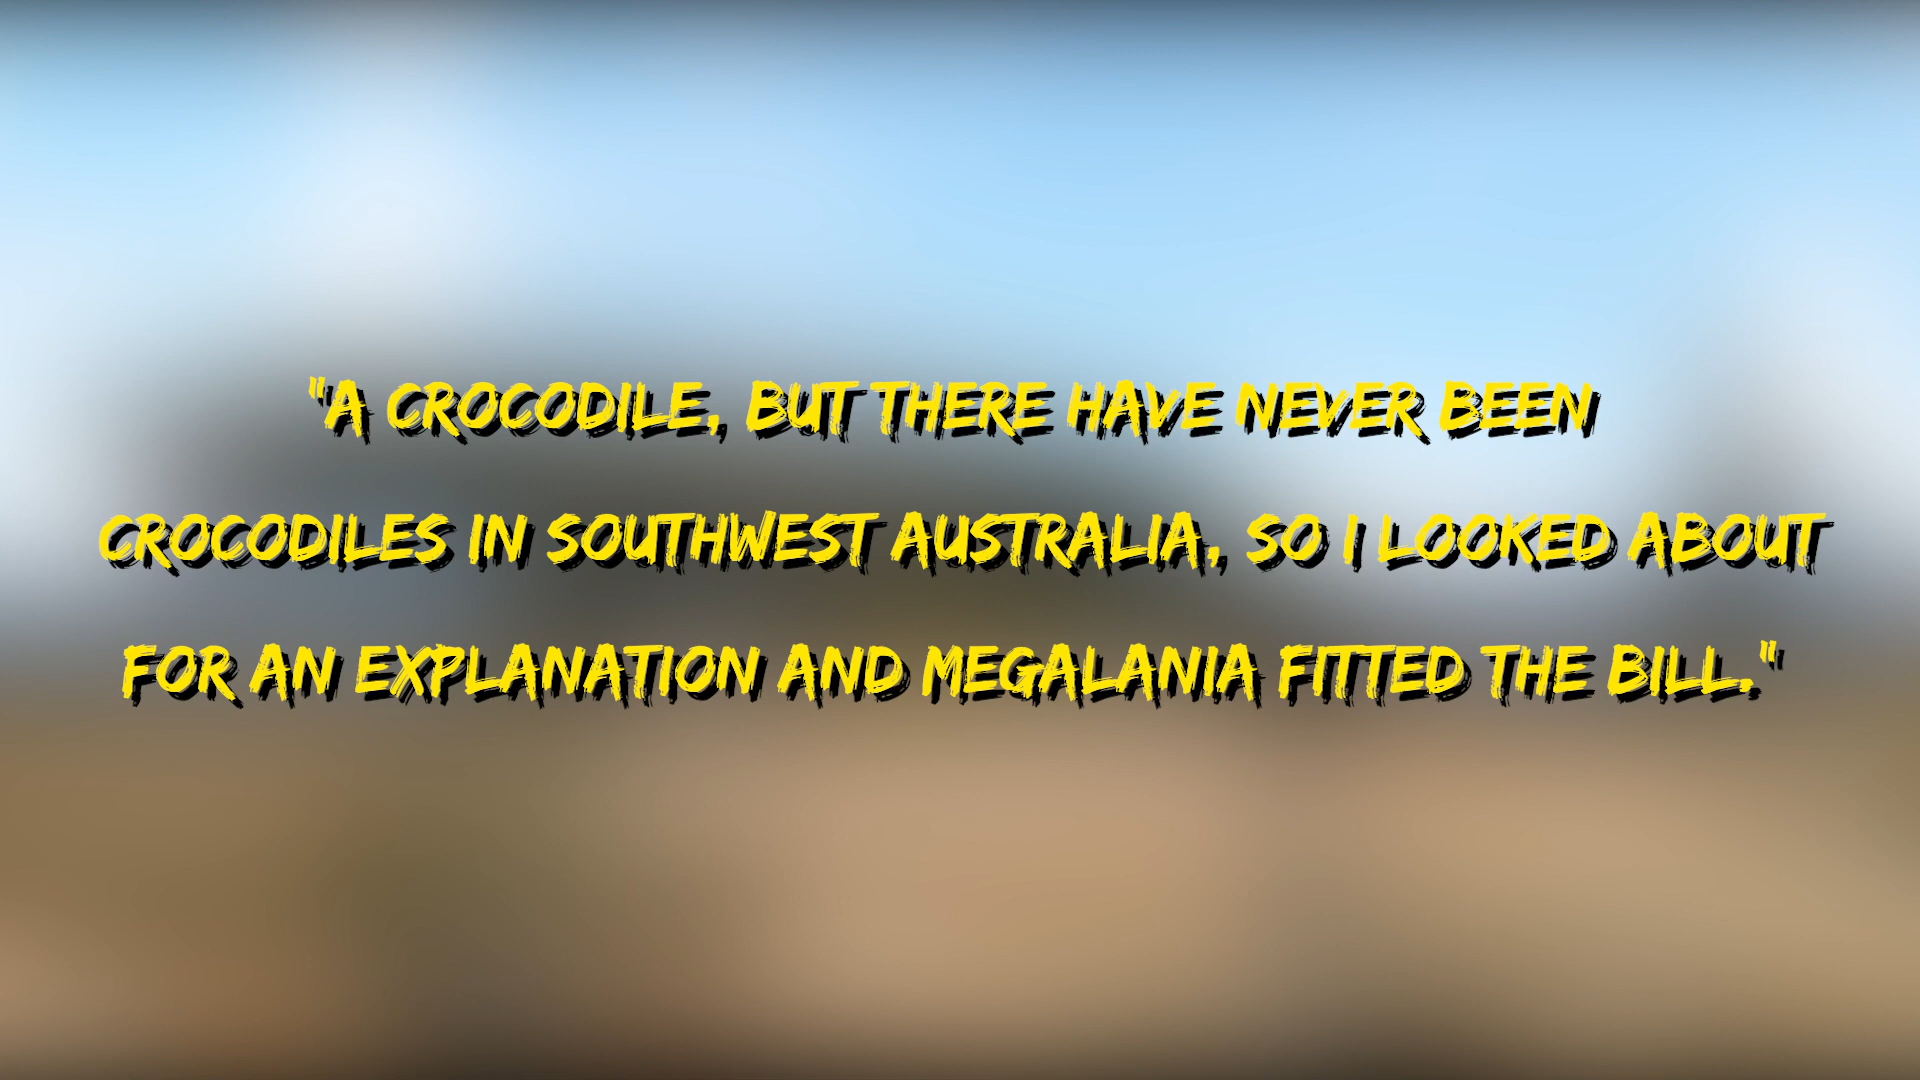 "A CROCODILE, BUT THERE HAVE NEVER BEEN
CROCODILES IN SOUTHWEST AUSTRALIA, SO I LOOKED ABOUT
FOR AN EXPLANATION AND MEGALANIA FITTED THE BILL."